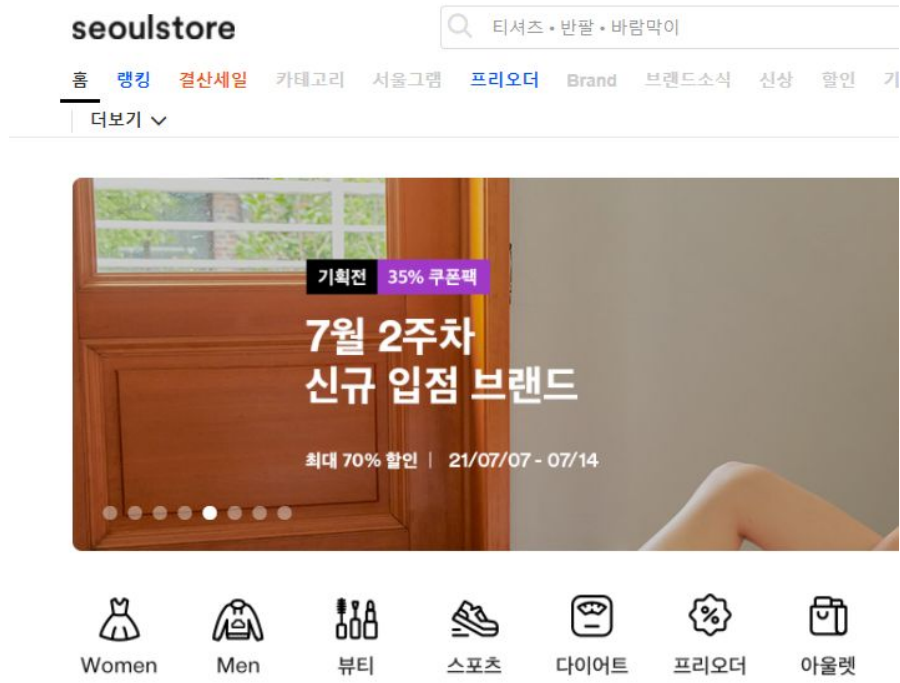 seoulstore
티셔츠 • 반팔 • 바람막이
홈 랭킹 결산세일 카테고리 서울그램 프리오더 Brand 브랜드소식 신상 할인
더보기
기획전 35% 쿠폰팩
7월 2주차
신규 입점 브랜드
최대 70% 할인 | 21/07/07 - 07/14
Women Men 뷰티 스포츠 다이어트 프리오더 아울렛